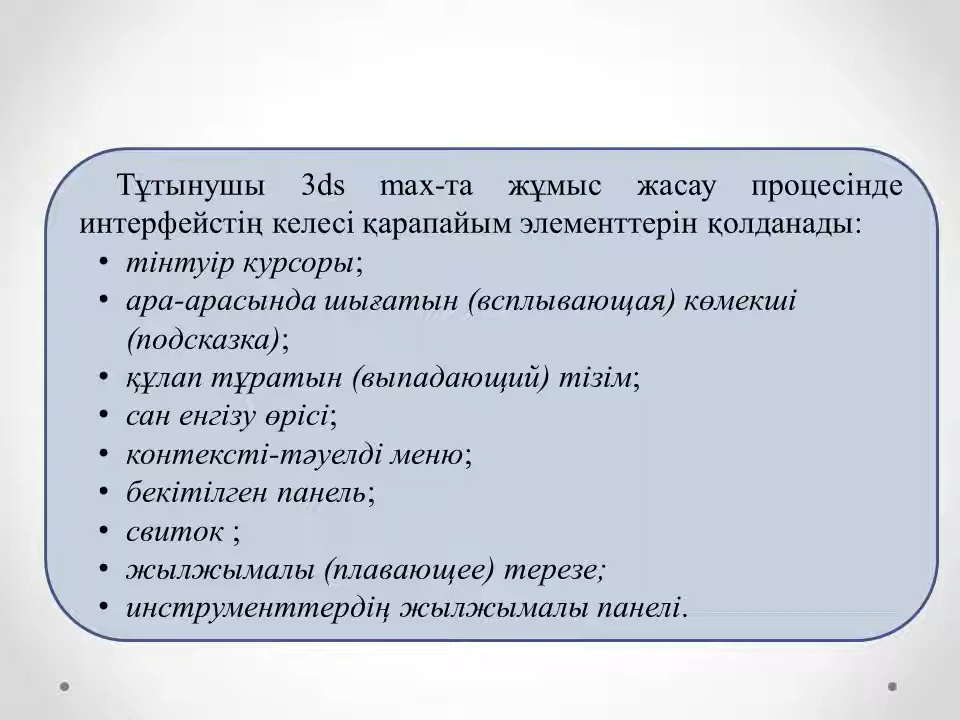 Тұтынушы 3ds max-та жұмыс жасау процесінде
интерфейстің келесі қарапайым элементтерін қолданады:
• тінтуір курсоры;
• ара-арасында шығатын (всплывающая) көмекші
(подсказка);
• құлап тұратын (выпадающий) тізім;
• сан енгізу өрісі;
• контексті-тәуелді меню;
• бекітілген панель;
• свиток ;
• жылжымалы (плавающее) терезе;
• инструменттердің жылжымалы панелі.